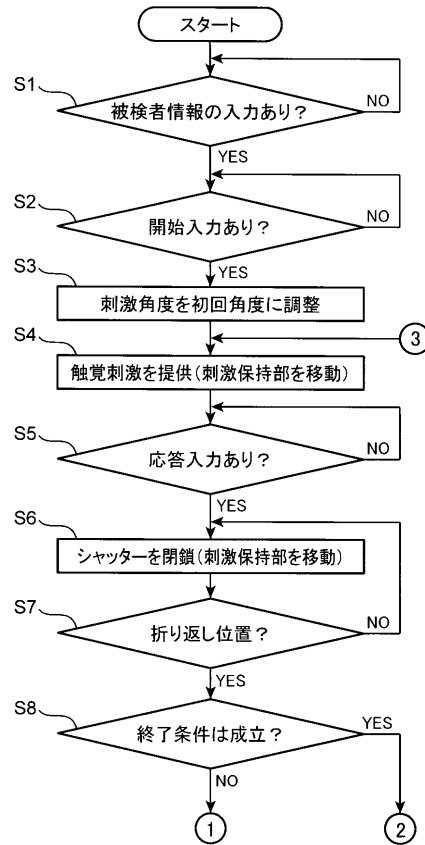 スタート
S1
被検者情報の入力あり?
NO
YES
S2
開始入力あり?
NO
YES
S3
刺激角度を初回角度に調整
3
S4
触覚刺激を提供(刺激保持部を移動)
S5
応答入力あり?
NO
YES
S6
シャッターを閉鎖(刺激保持部を移動)
S7
折り返し位置?
NO
YES
S8
終了条件は成立?
YES
NO
1
2